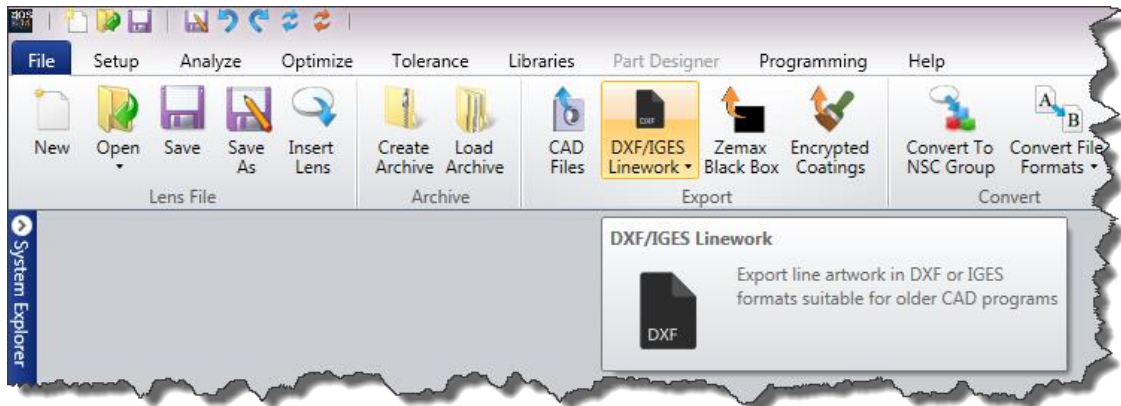 File Setup Analyze Optimize Tolerance Libraries Part Designer Programming Help
New Open Save Save As Insert Lens Create Archive Load Archive CAD Files DXF DXF/IGES Linework Zemax Black Box Encrypted Coatings A B Convert To NSC Group Convert File Formats
Lens File Archive Export Convert
System Explorer
DXF/IGES Linework
Export line artwork in DXF or IGES
formats suitable for older CAD programs
DXF